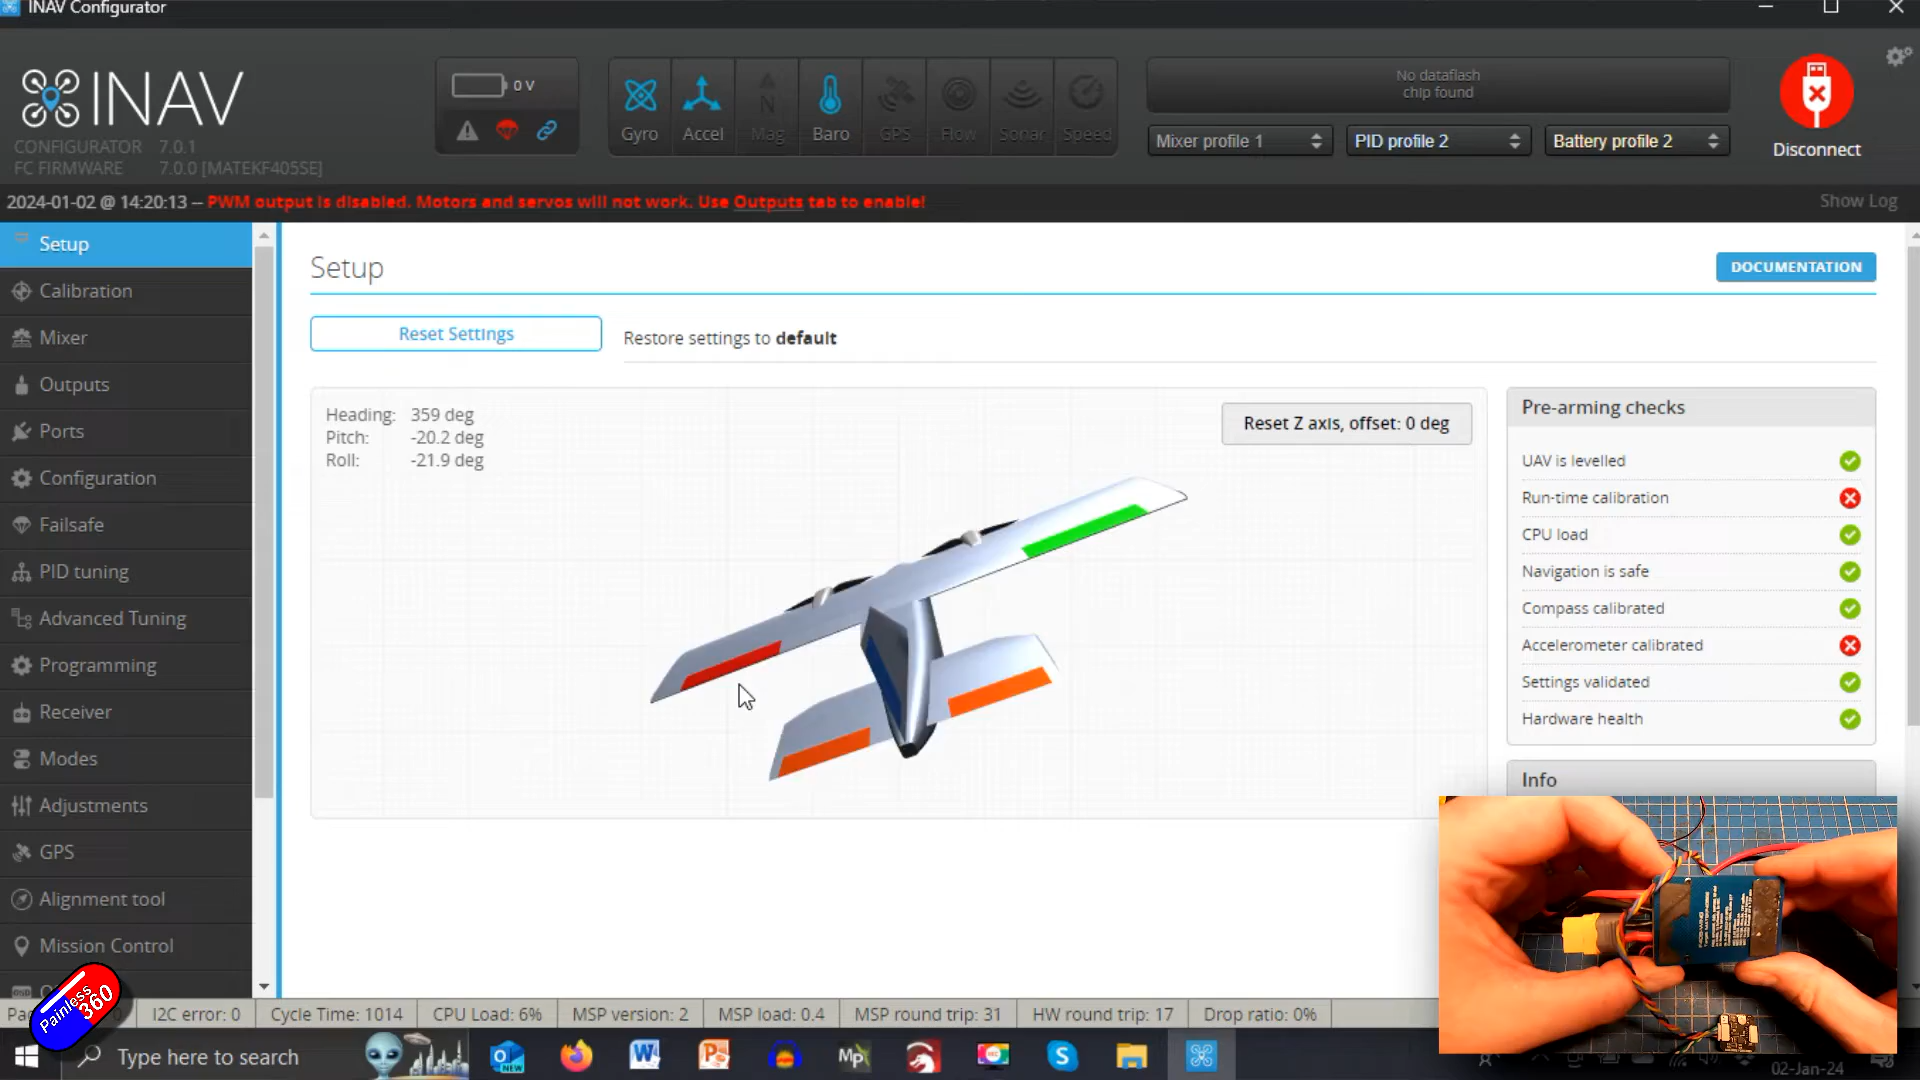 INAV Configurator
INAV
CONFIGURATOR 7.0.1
FC FIRMWARE 7.0.0 [MATEKF405SE]
0 V
Gyro
Accel
Mag
Baro
GPS
Flow
Sonar
Speed
No dataflash
chip found
Mixer profile 1
PID profile 2
Battery profile 2
Disconnect
2024-01-02 @ 14:20:13 -- PWM output is disabled. Motors and servos will not work. Use Outputs tab to enable!
Show Log
Setup
Calibration
Mixer
Outputs
Ports
Configuration
Failsafe
PID tuning
Advanced Tuning
Programming
Receiver
Modes
Adjustments
GPS
Alignment tool
Mission Control
Setup
DOCUMENTATION
Reset Settings
Restore settings to default
Heading: 359 deg
Pitch: -20.2 deg
Roll: -21.9 deg
Reset Z axis, offset: 0 deg
Pre-arming checks
UAV is levelled
Run-time calibration
CPU load
Navigation is safe
Compass calibrated
Accelerometer calibrated
Settings validated
Hardware health
Info
Painless
360
I2C error: 0
Cycle Time: 1014
CPU Load: 6%
MSP version: 2
MSP load: 0.4
MSP round trip: 31
HW round trip: 17
Drop ratio: 0%
Type here to search
NEW
Mp
02-Jan-24